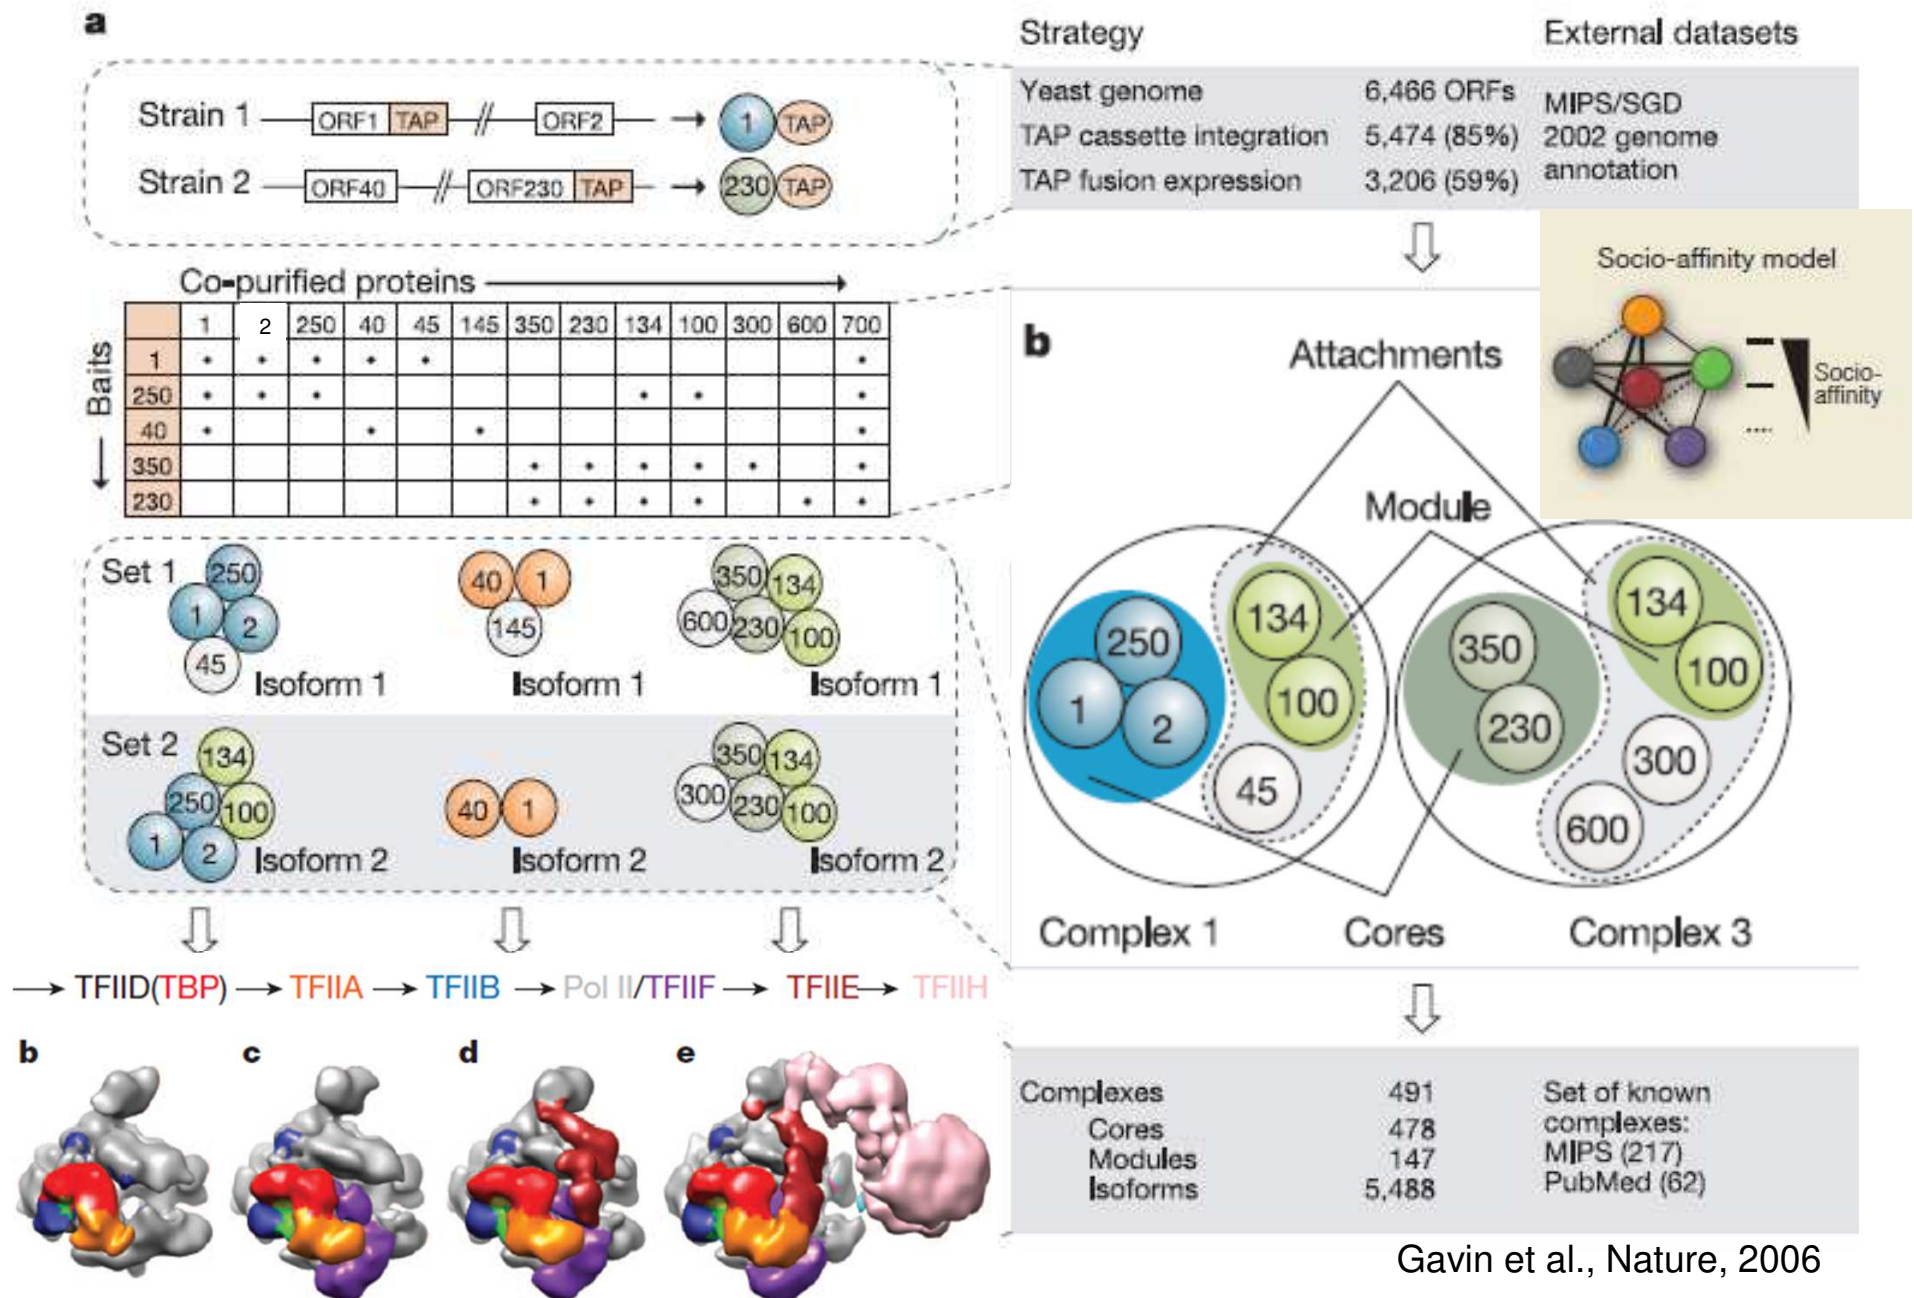 a
Strain 1 ORF1 TAP // ORF2 1 TAP
Strain 2 ORF40 // ORF230 TAP 230 TAP
Co-purified proteins
Baits
1 2 250 40 45 145 350 230 134 100 300 600 700
1
250
40
350
230
Set 1
250
1
2
45
Isoform 1
40
1
145
Isoform 1
350
134
600
230
100
Isoform 1
Set 2
134
250
100
1
2
Isoform 2
40
1
Isoform 2
350
134
300
230
100
Isoform 2
TFIID(TBP) TFIIA TFIIB Pol II/TFIIF TFIIE TFIIH
b
c
d
e
Strategy External datasets
Yeast genome 6,466 ORFs
TAP cassette integration 5,474 (85%)
TAP fusion expression 3,206 (59%)
MIPS/SGD
2002 genome
annotation
Socio-affinity model
Socio-
affinity
b
Attachments
Module
250
1
2
134
100
45
350
230
134
100
300
600
Complex 1
Cores
Complex 3
Complexes 491
Cores 478
Modules 147
Isoforms 5,488
Set of known
complexes:
MIPS (217)
PubMed (62)
Gavin et al., Nature, 2006